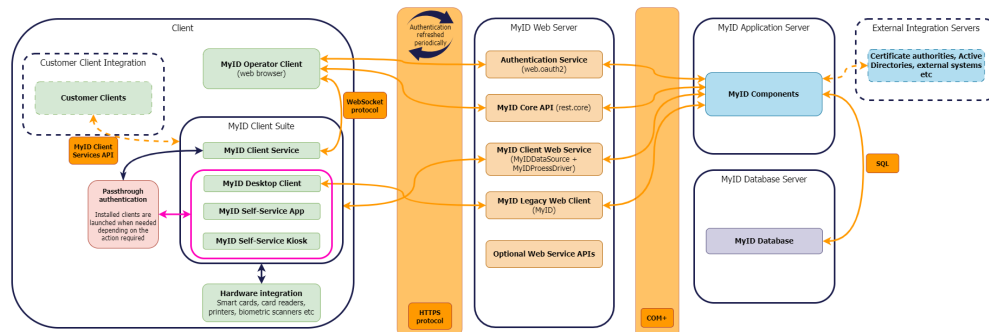 Client
Customer Client Integration
Customer Clients
MyID Client
Services API
MyID Operator Client
(web browser)
WebSocket
protocol
MyID Client Suite
MyID Client Service
MyID Desktop Client
MyID Self-Service App
MyID Self-Service Kiosk
Passthrough
authentication
Installed clients are
launched when needed
depending on the
action required
Hardware integration
Smart cards, card readers,
printers, biometric scanners etc
Authentication
refreshed
periodically
HTTPS
protocol
MyID Web Server
Authentication Service
(web.oauth2)
MyID Core API (rest.core)
MyID Client Web Service
(MyIDDataSource +
MyIDProessDriver)
MyID Legacy Web Client
(MyID)
Optional Web Service APIs
COM+
MyID Application Server
MyID Components
External Integration Servers
Certificate authorities, Active
Directories, external systems
etc
SQL
MyID Database Server
MyID Database